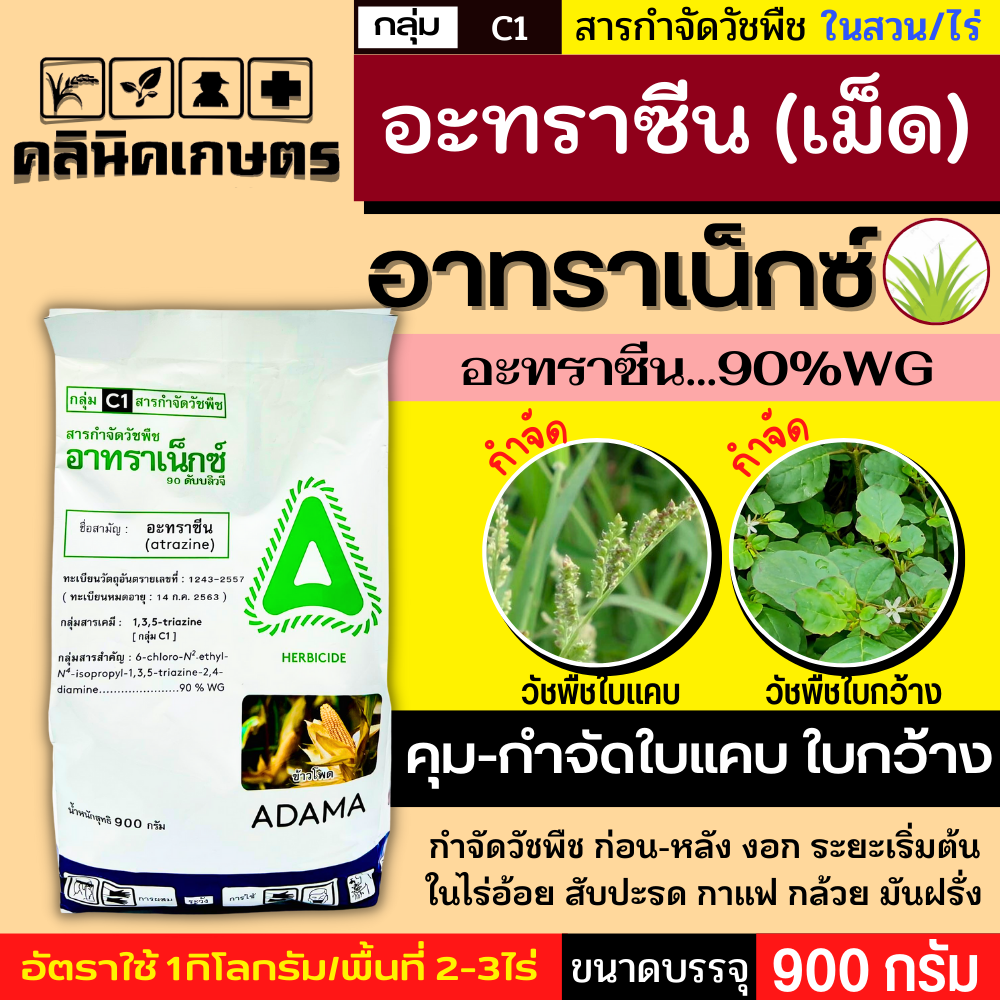 กลุ่ม C1 สารกำจัดวัชพืช ในสวน/ไร่
คลินิคเกษตร
อะทราซีน (เม็ด)
อาทราเน็กซ์
อะทราซีน...90%WG
กำจัด กำจัด
วัชพืชใบแคบ วัชพืชใบกว้าง
คุม-กำจัดใบแคบ ใบกว้าง
กำจัดวัชพืช ก่อน-หลัง งอก ระยะเริ่มต้น
ในไร่อ้อย สับปะรด กาแฟ กล้วย มันฝรั่ง
อัตราใช้ 1กิโลกรัม/พื้นที่ 2-3ไร่
ขนาดบรรจุ 900 กรัม
กลุ่ม C1 สารกำจัดวัชพืช
สารกำจัดวัชพืช
อาทราเน็กซ์
90 ดับบลิวจี
ชื่อสามัญ : อะทราซีน
(atrazine)
ทะเบียนวัตถุอันตรายเลขที่ : 1243-2557
( ทะเบียนหมดอายุ : 14 ก.ค. 2563 )
กลุ่มสารเคมี : 1,3,5-triazine
[ กลุ่ม C1 ]
กลุ่มสารสำคัญ : 6-chloro-N²-ethyl-
N⁴-isopropyl-1,3,5-triazine-2,4-
diamine......................90 % WG
HERBICIDE
ข้าวโพด
ADAMA
น้ำหนักสุทธิ 900 กรัม
การผสม ระวัง การใช้